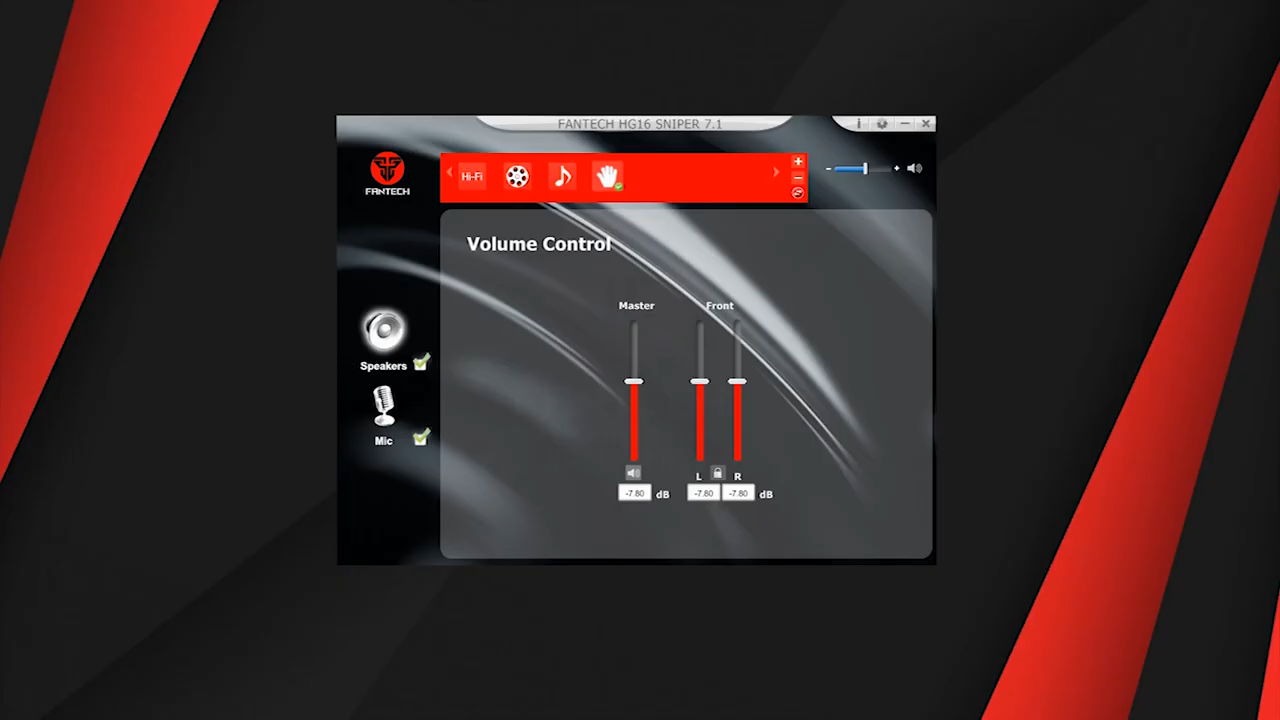 FANTECH HG16 SNIPER 7.1
i
FANTECH
Hi-Fi
Volume Control
Master
Front
Speakers
Mic
L
R
-7.80 dB
-7.80 -7.80 dB